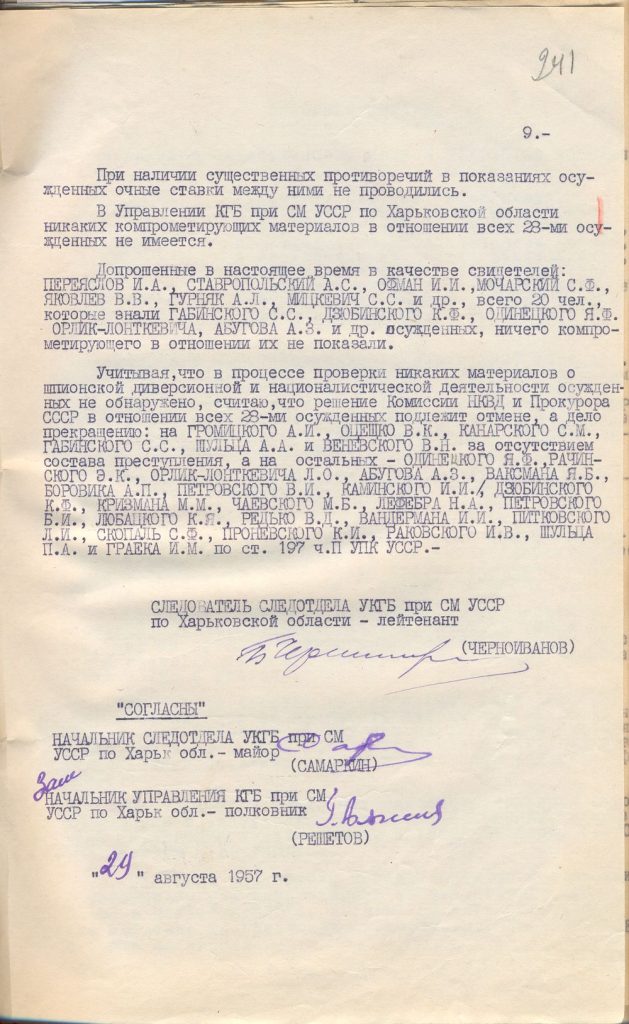 241
9.-
При наличии существенных противоречий в показаниях осу-
жденных очные ставки между ними не проводились.
В Управлении КГБ при СМ УССР по Харьковской области
никаких компрометирующих материалов в отношении всех 28-ми осу-
жденных не имеется.
Допрошенные в настоящее время в качестве свидетелей:
ПЕРЕЯСЛОВ И.А., СТАВРОПОЛЬСКИЙ А.С., ОФМАН И.И.,МОЧАРСКИЙ С.Ф.,
ЯКОВЛЕВ В.В., ГУРНЯК А.Л., МИЦКЕВИЧ С.С. и др., всего 20 чел.,
которые знали ГАБИНСКОГО С.С., ДЗЮБИНСКОГО К.Ф., ОДИНЕЦКОГО Я.Ф.
ОРЛИК-ЛОНТКЕВИЧА, АБУГОВА А.З. и др. осужденных, ничего компро-
метирующего в отношении их не показали.
Учитывая,что в процессе проверки никаких материалов о
шпионской диверсионной и националистической деятельности осужден-
ных не обнаружено, считаю,что решение Комиссии НКВД и Прокурора
СССР в отношении всех 28-ми осужденных подлежит отмене, а дело
прекращению: на ГРОМИЦКОГО А.И., ОЦЕШКО В.К., КАНАРСКОГО С.М.,
ГАБИНСКОГО С.С., ШУЛЬЦА А.А. и ВЕНЕВСКОГО В.Н. за отсутствием
состава преступления, а на остальных - ОДИНЕЦКОГО Я.Ф.,РАЧИН-
СКОГО Э.К., ОРЛИК-ЛОНТКЕВИЧА Л.О., АБУГОВА А.З., ВАКСМАНА Я.Б.,
БОРОВИКА А.П., ПЕТРОВСКОГО В.И., КАМИНСКОГО И.И., ДЗЮБИНСКОГО
К.Ф., КРИЗМАНА М.М., ЧАЕВСКОГО М.Б., ЛЕФЕБРА Н.А., ПЕТРОВСКОГО
Б.И., ЛЮБАЦКОГО К.Я., РЕДЬКО В.Д., ВАНДЕРМАНА И.И., ПИТКОВСКОГО
Л.И., СКОПАЛЬ С.Ф., ПРОНЕВСКОГО К.И., РАКОВСКОГО И.В., ШУЛЬЦА
П.А. и ГРАЕКА И.М. по ст. 197 ч.П УПК УССР.-
СЛЕДОВАТЕЛЬ СЛЕДОТДЕЛА УКГБ при СМ УССР
по Харьковской области - лейтенант
(ЧЕРНОИВАНОВ)
"СОГЛАСНЫ"
НАЧАЛЬНИК СЛЕДОТДЕЛА УКГБ при СМ
УССР по Харьк обл.- майор
(САМАРКИН)
Зам
НАЧАЛЬНИК УПРАВЛЕНИЯ КГБ при СМ
УССР по Харьк обл.- полковник
(РЕШЕТОВ)
"29" августа 1957 г.